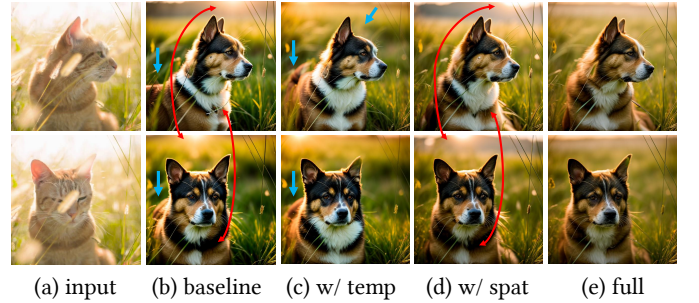 (a) input (b) baseline (c) w/ temp (d) w/ spat (e) full